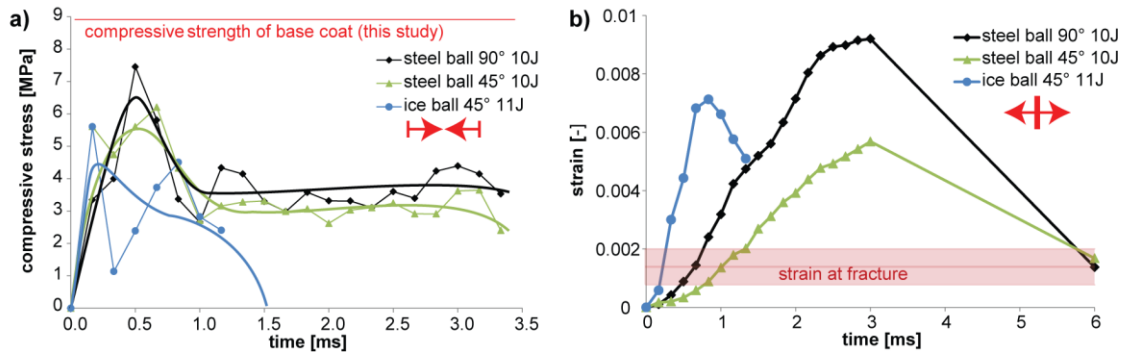 a)
compressive stress [MPa]
9
8
7
6
5
4
3
2
1
0
compressive strength of base coat (this study)
steel ball 90° 10J
steel ball 45° 10J
ice ball 45° 11J
0.0 0.5 1.0 1.5 2.0 2.5 3.0 3.5
time [ms]
b)
strain [-]
0.01
0.008
0.006
0.004
0.002
0
steel ball 90° 10J
steel ball 45° 10J
ice ball 45° 11J
strain at fracture
0 1 2 3 4 5 6
time [ms]